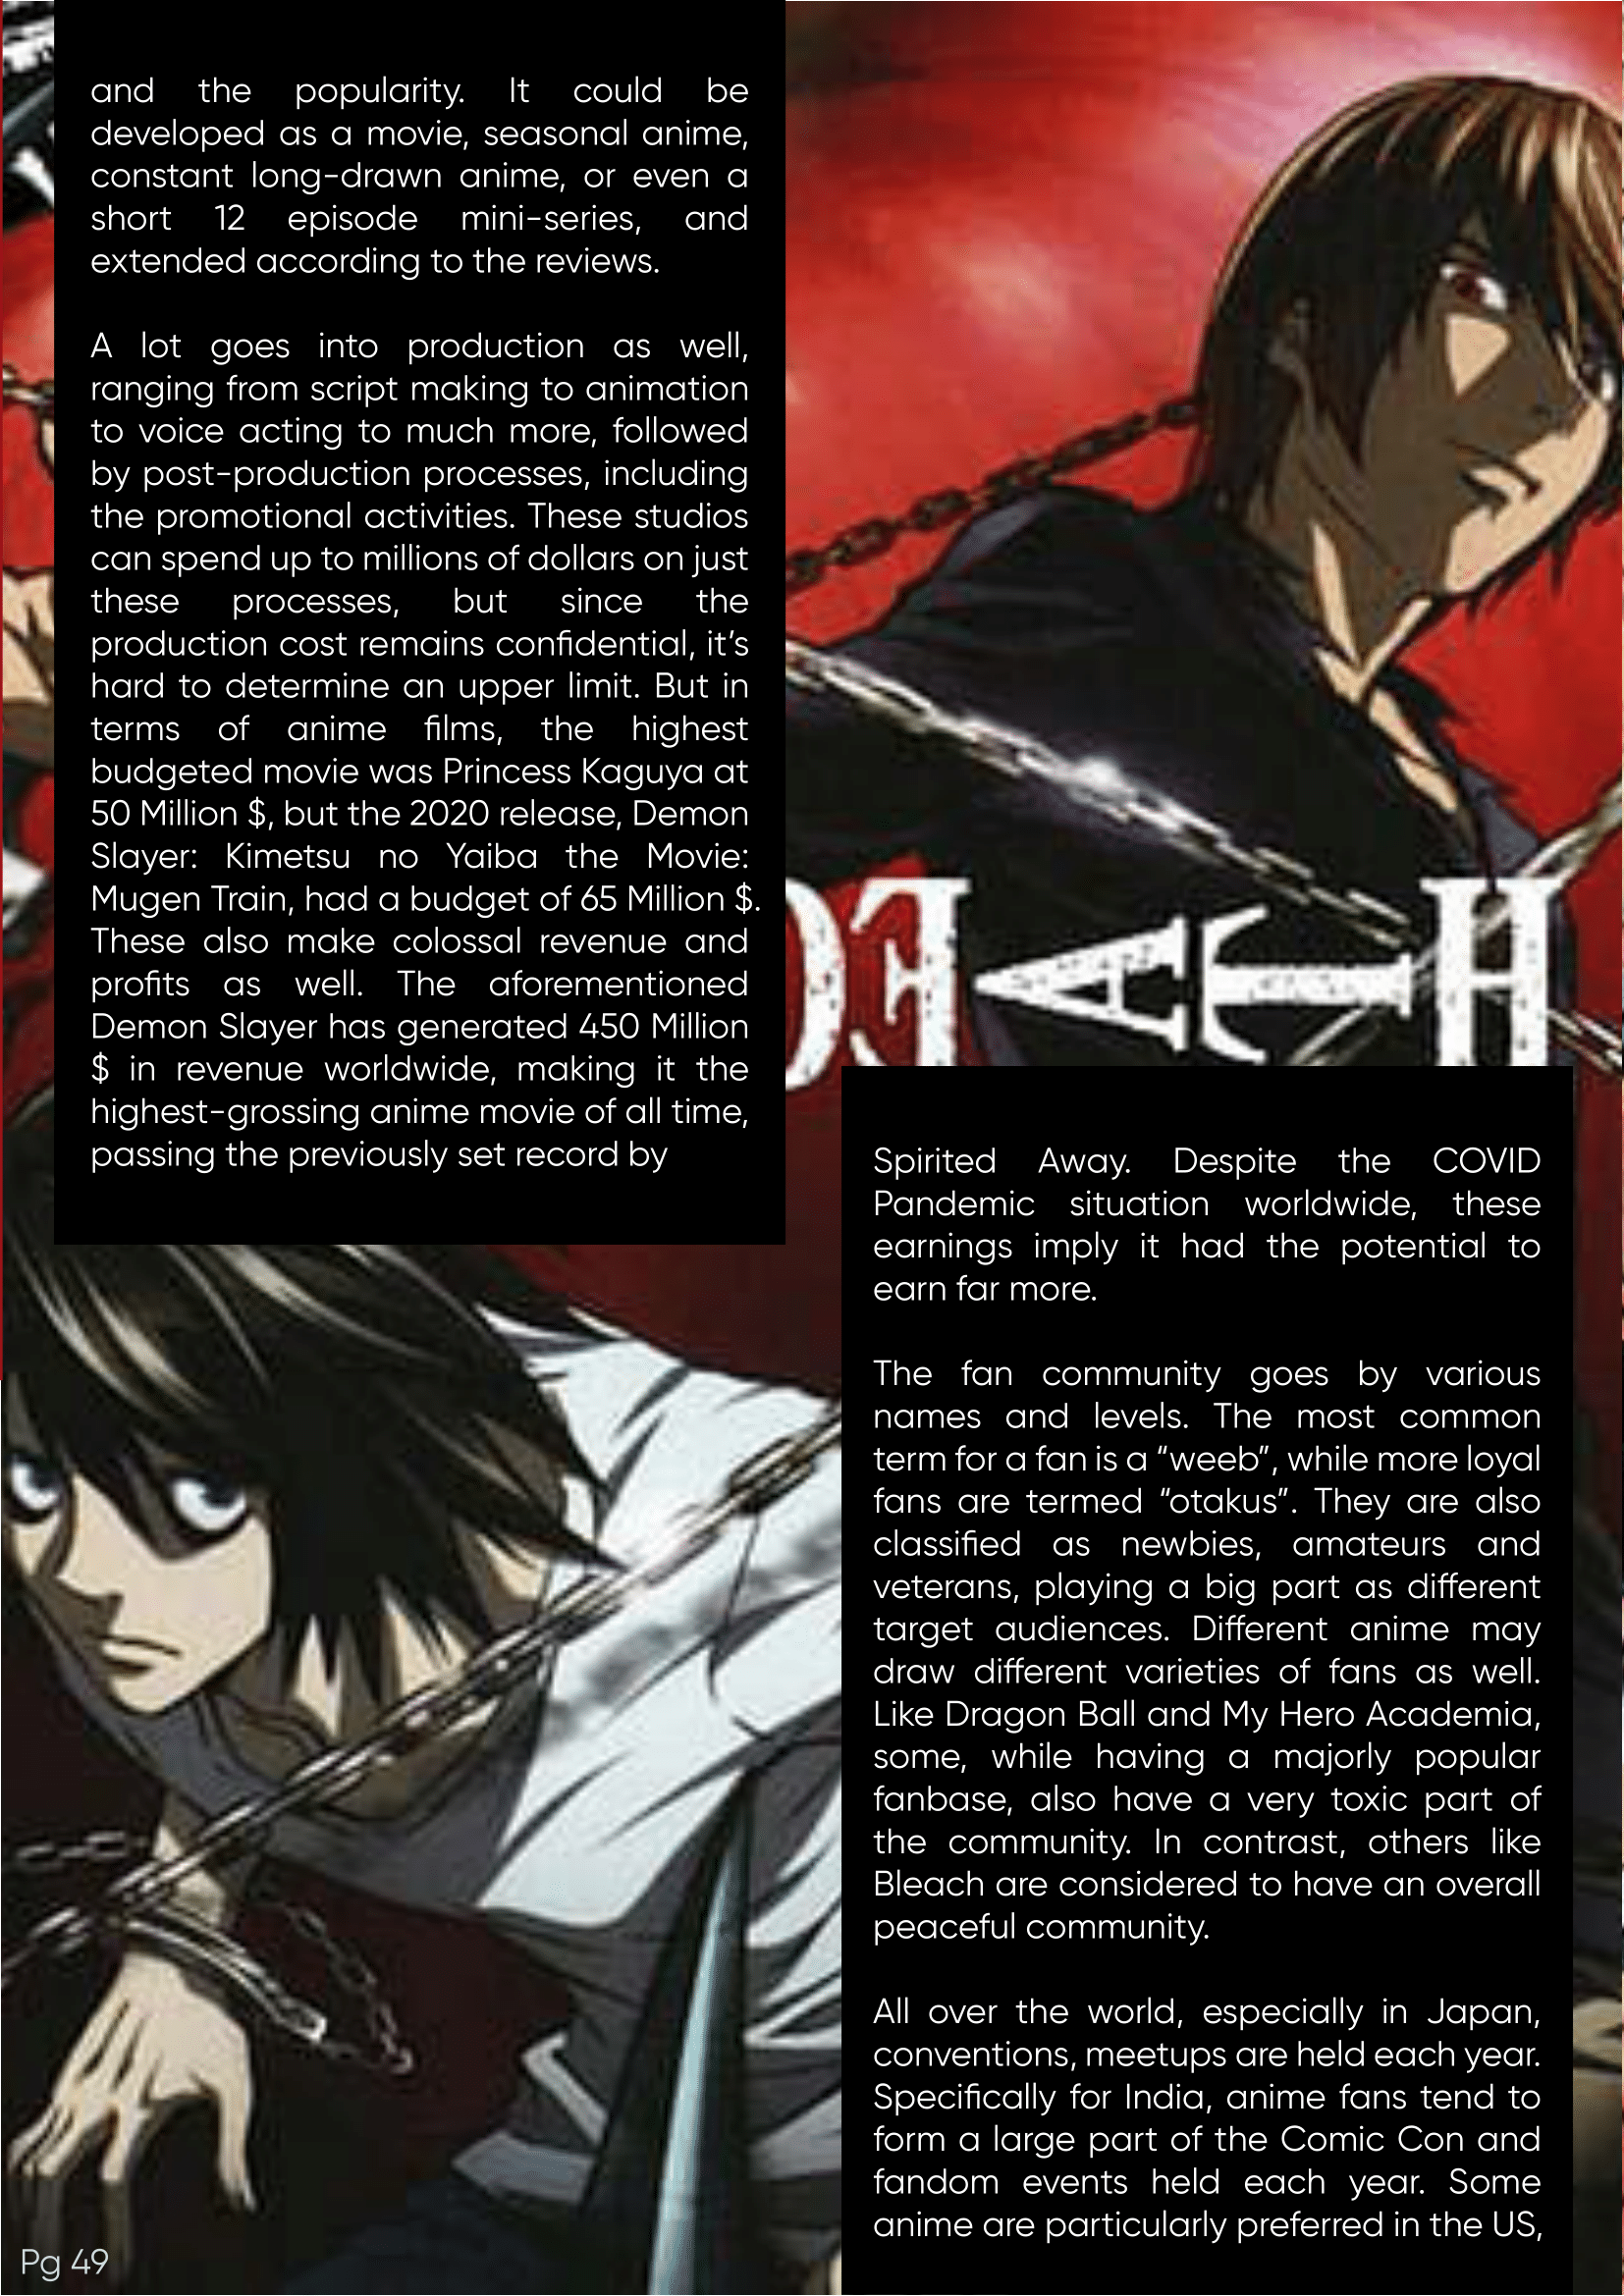 and the popularity. It could be
developed as a movie, seasonal anime,
constant long-drawn anime, or even a
short 12 episode mini-series, and
extended according to the reviews.
A lot goes into production as well,
ranging from script making to animation
to voice acting to much more, followed
by post-production processes, including
the promotional activities. These studios
can spend up to millions of dollars on just
these processes, but since the
production cost remains confidential, it’s
hard to determine an upper limit. But in
terms of anime films, the highest
budgeted movie was Princess Kaguya at
50 Million $, but the 2020 release, Demon
Slayer: Kimetsu no Yaiba the Movie:
Mugen Train, had a budget of 65 Million $.
These also make colossal revenue and
profits as well. The aforementioned
Demon Slayer has generated 450 Million
$ in revenue worldwide, making it the
highest-grossing anime movie of all time,
passing the previously set record by
DEATH
Spirited Away. Despite the COVID
Pandemic situation worldwide, these
earnings imply it had the potential to
earn far more.
The fan community goes by various
names and levels. The most common
term for a fan is a “weeb”, while more loyal
fans are termed “otakus”. They are also
classified as newbies, amateurs and
veterans, playing a big part as different
target audiences. Different anime may
draw different varieties of fans as well.
Like Dragon Ball and My Hero Academia,
some, while having a majorly popular
fanbase, also have a very toxic part of
the community. In contrast, others like
Bleach are considered to have an overall
peaceful community.
All over the world, especially in Japan,
conventions, meetups are held each year.
Specifically for India, anime fans tend to
form a large part of the Comic Con and
fandom events held each year. Some
anime are particularly preferred in the US,
Pg 49